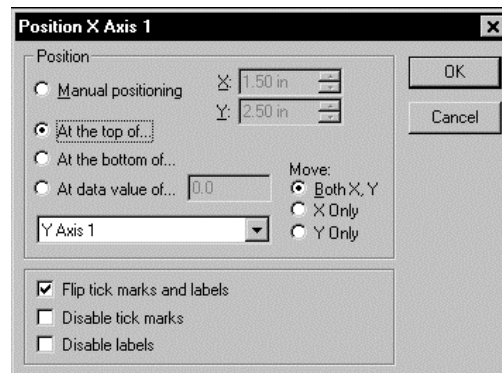 Position X Axis 1
Position
Manual positioning
X: 1.50 in
Y: 2.50 in
At the top of...
At the bottom of...
At data value of... 0.0
Y Axis 1
Move:
Both X, Y
X Only
Y Only
OK
Cancel
Flip tick marks and labels
Disable tick marks
Disable labels